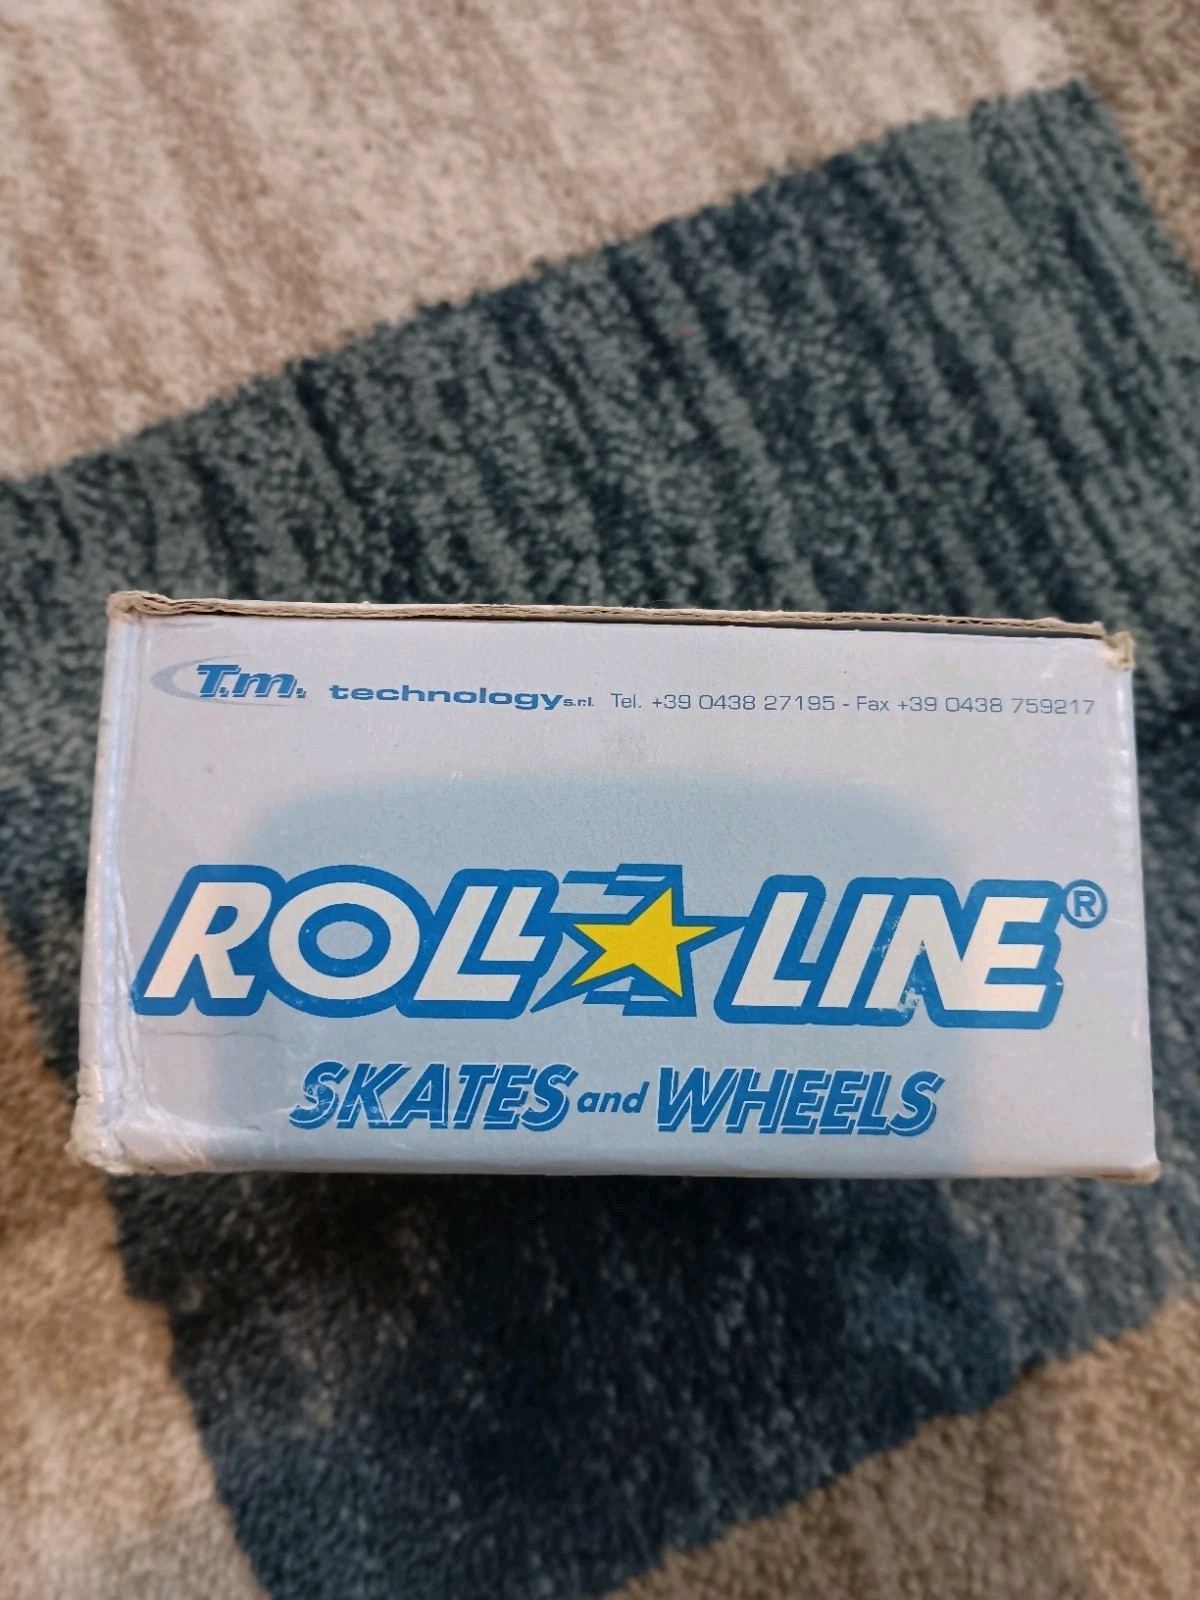 T.m. technology s.r.l. Tel. +39 0438 27195 - Fax +39 0438 759217
ROLL LINE®
SKATES and WHEELS